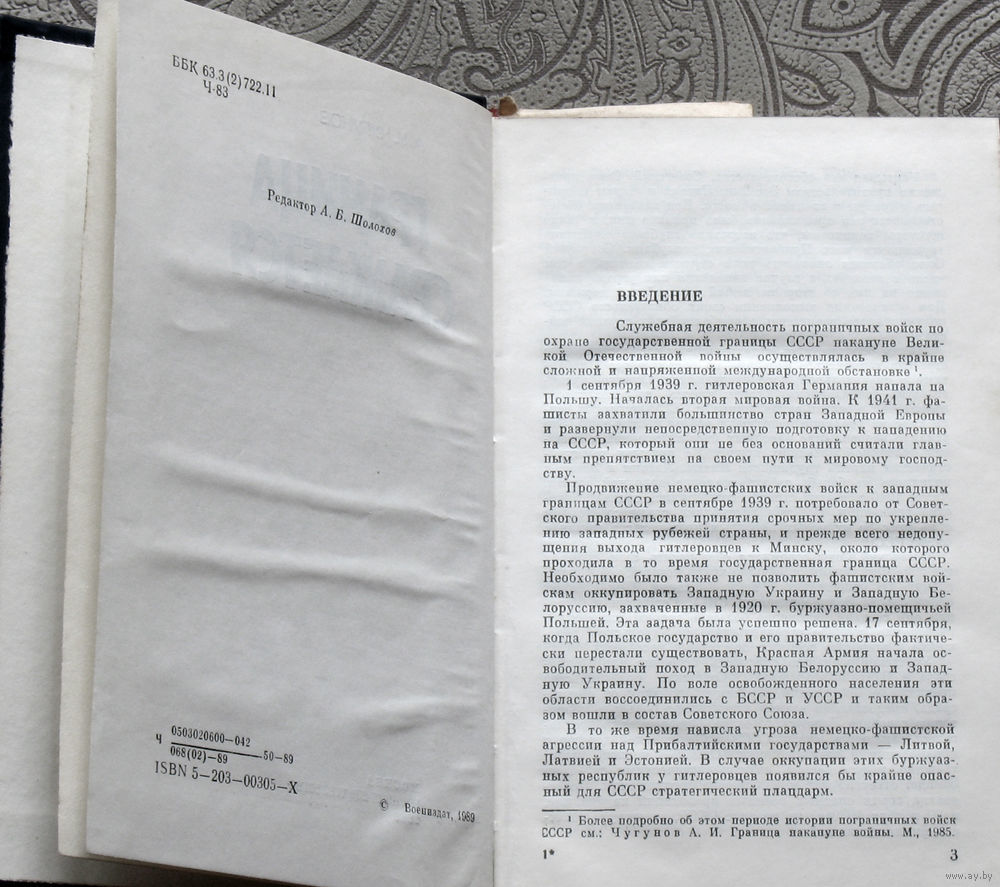 ББК 63.3(2)722.11
Ч-83
Редактор А. Б. Шолохов
Ч 0503020600—042
068(02)—89 —50—89
ISBN 5—203—00305—X
© Воениздат, 1989
ВВЕДЕНИЕ
Служебная деятельность пограничных войск по
охране государственной границы СССР накануне Вели-
кой Отечественной войны осуществлялась в крайне
сложной и напряженной международной обстановке ¹.
1 сентября 1939 г. гитлеровская Германия напала на
Польшу. Началась вторая мировая война. К 1941 г. фа-
шисты захватили большинство стран Западной Европы
и развернули непосредственную подготовку к нападению
на СССР, который они не без оснований считали глав-
ным препятствием на своем пути к мировому господ-
ству.
Продвижение немецко-фашистских войск к западным
границам СССР в сентябре 1939 г. потребовало от Совет-
ского правительства принятия срочных мер по укрепле-
нию западных рубежей страны, и прежде всего недопу-
щения выхода гитлеровцев к Минску, около которого
проходила в то время государственная граница СССР.
Необходимо было также не позволить фашистским вой-
скам оккупировать Западную Украину и Западную Бе-
лоруссию, захваченные в 1920 г. буржуазно-помещичьей
Польшей. Эта задача была успешно решена. 17 сентября,
когда Польское государство и его правительство фактиче-
ски перестали существовать, Красная Армия начала ос-
вободительный поход в Западную Белоруссию и Запад-
ную Украину. По воле освобожденного населения эти
области воссоединились с БССР и УССР и таким обра-
зом вошли в состав Советского Союза.
В то же время нависла угроза немецко-фашистской
агрессии над Прибалтийскими государствами — Литвой,
Латвией и Эстонией. В случае оккупации этих буржуаз-
ных республик у гитлеровцев появился бы крайне опас-
ный для СССР стратегический плацдарм.
¹ Более подробно об этом периоде истории пограничных войск
СССР см.: Чугунов А. И. Граница накануне войны. М., 1985.
1*
3
www.ay.by